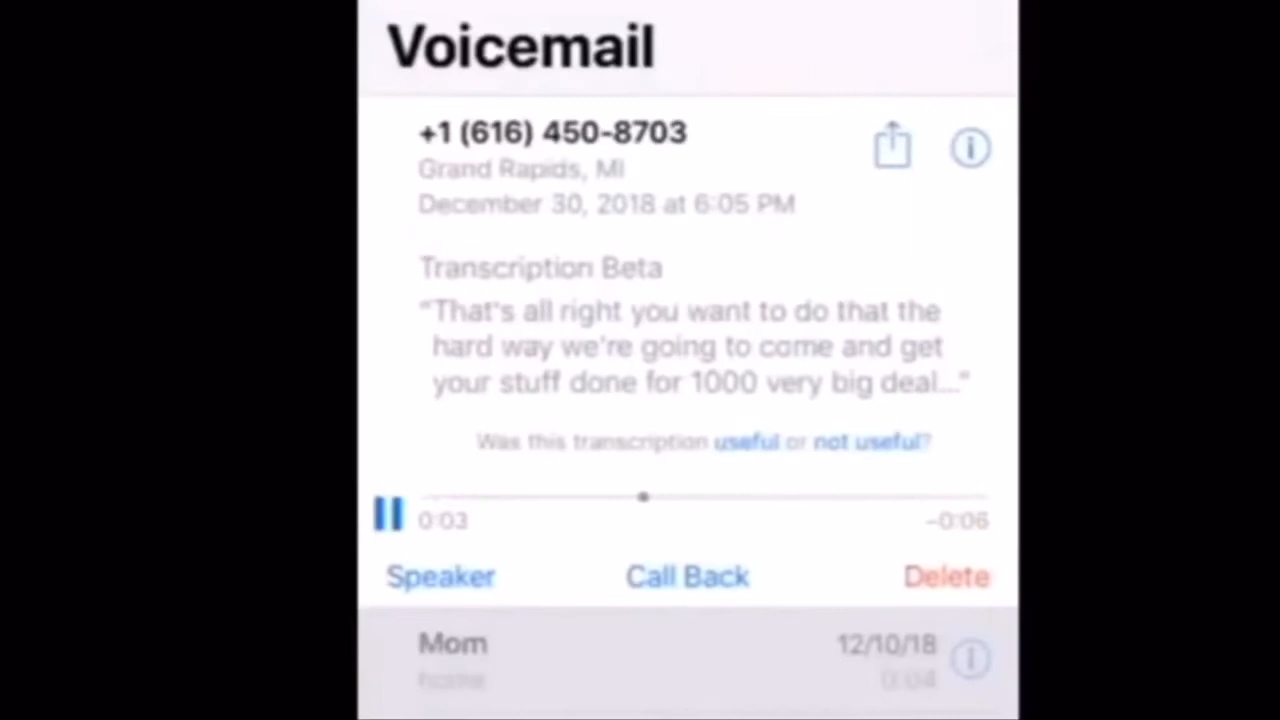 Voicemail
+1 (616) 450-8703
Grand Rapids, MI
December 30, 2018 at 6:05 PM
Transcription Beta
"That's all right you want to do that the
hard way we're going to come and get
your stuff done for 1000 very big deal..."
Was this transcription useful or not useful?
0:03
-0:06
Speaker
Call Back
Delete
Mom
12/10/18
home
0:04